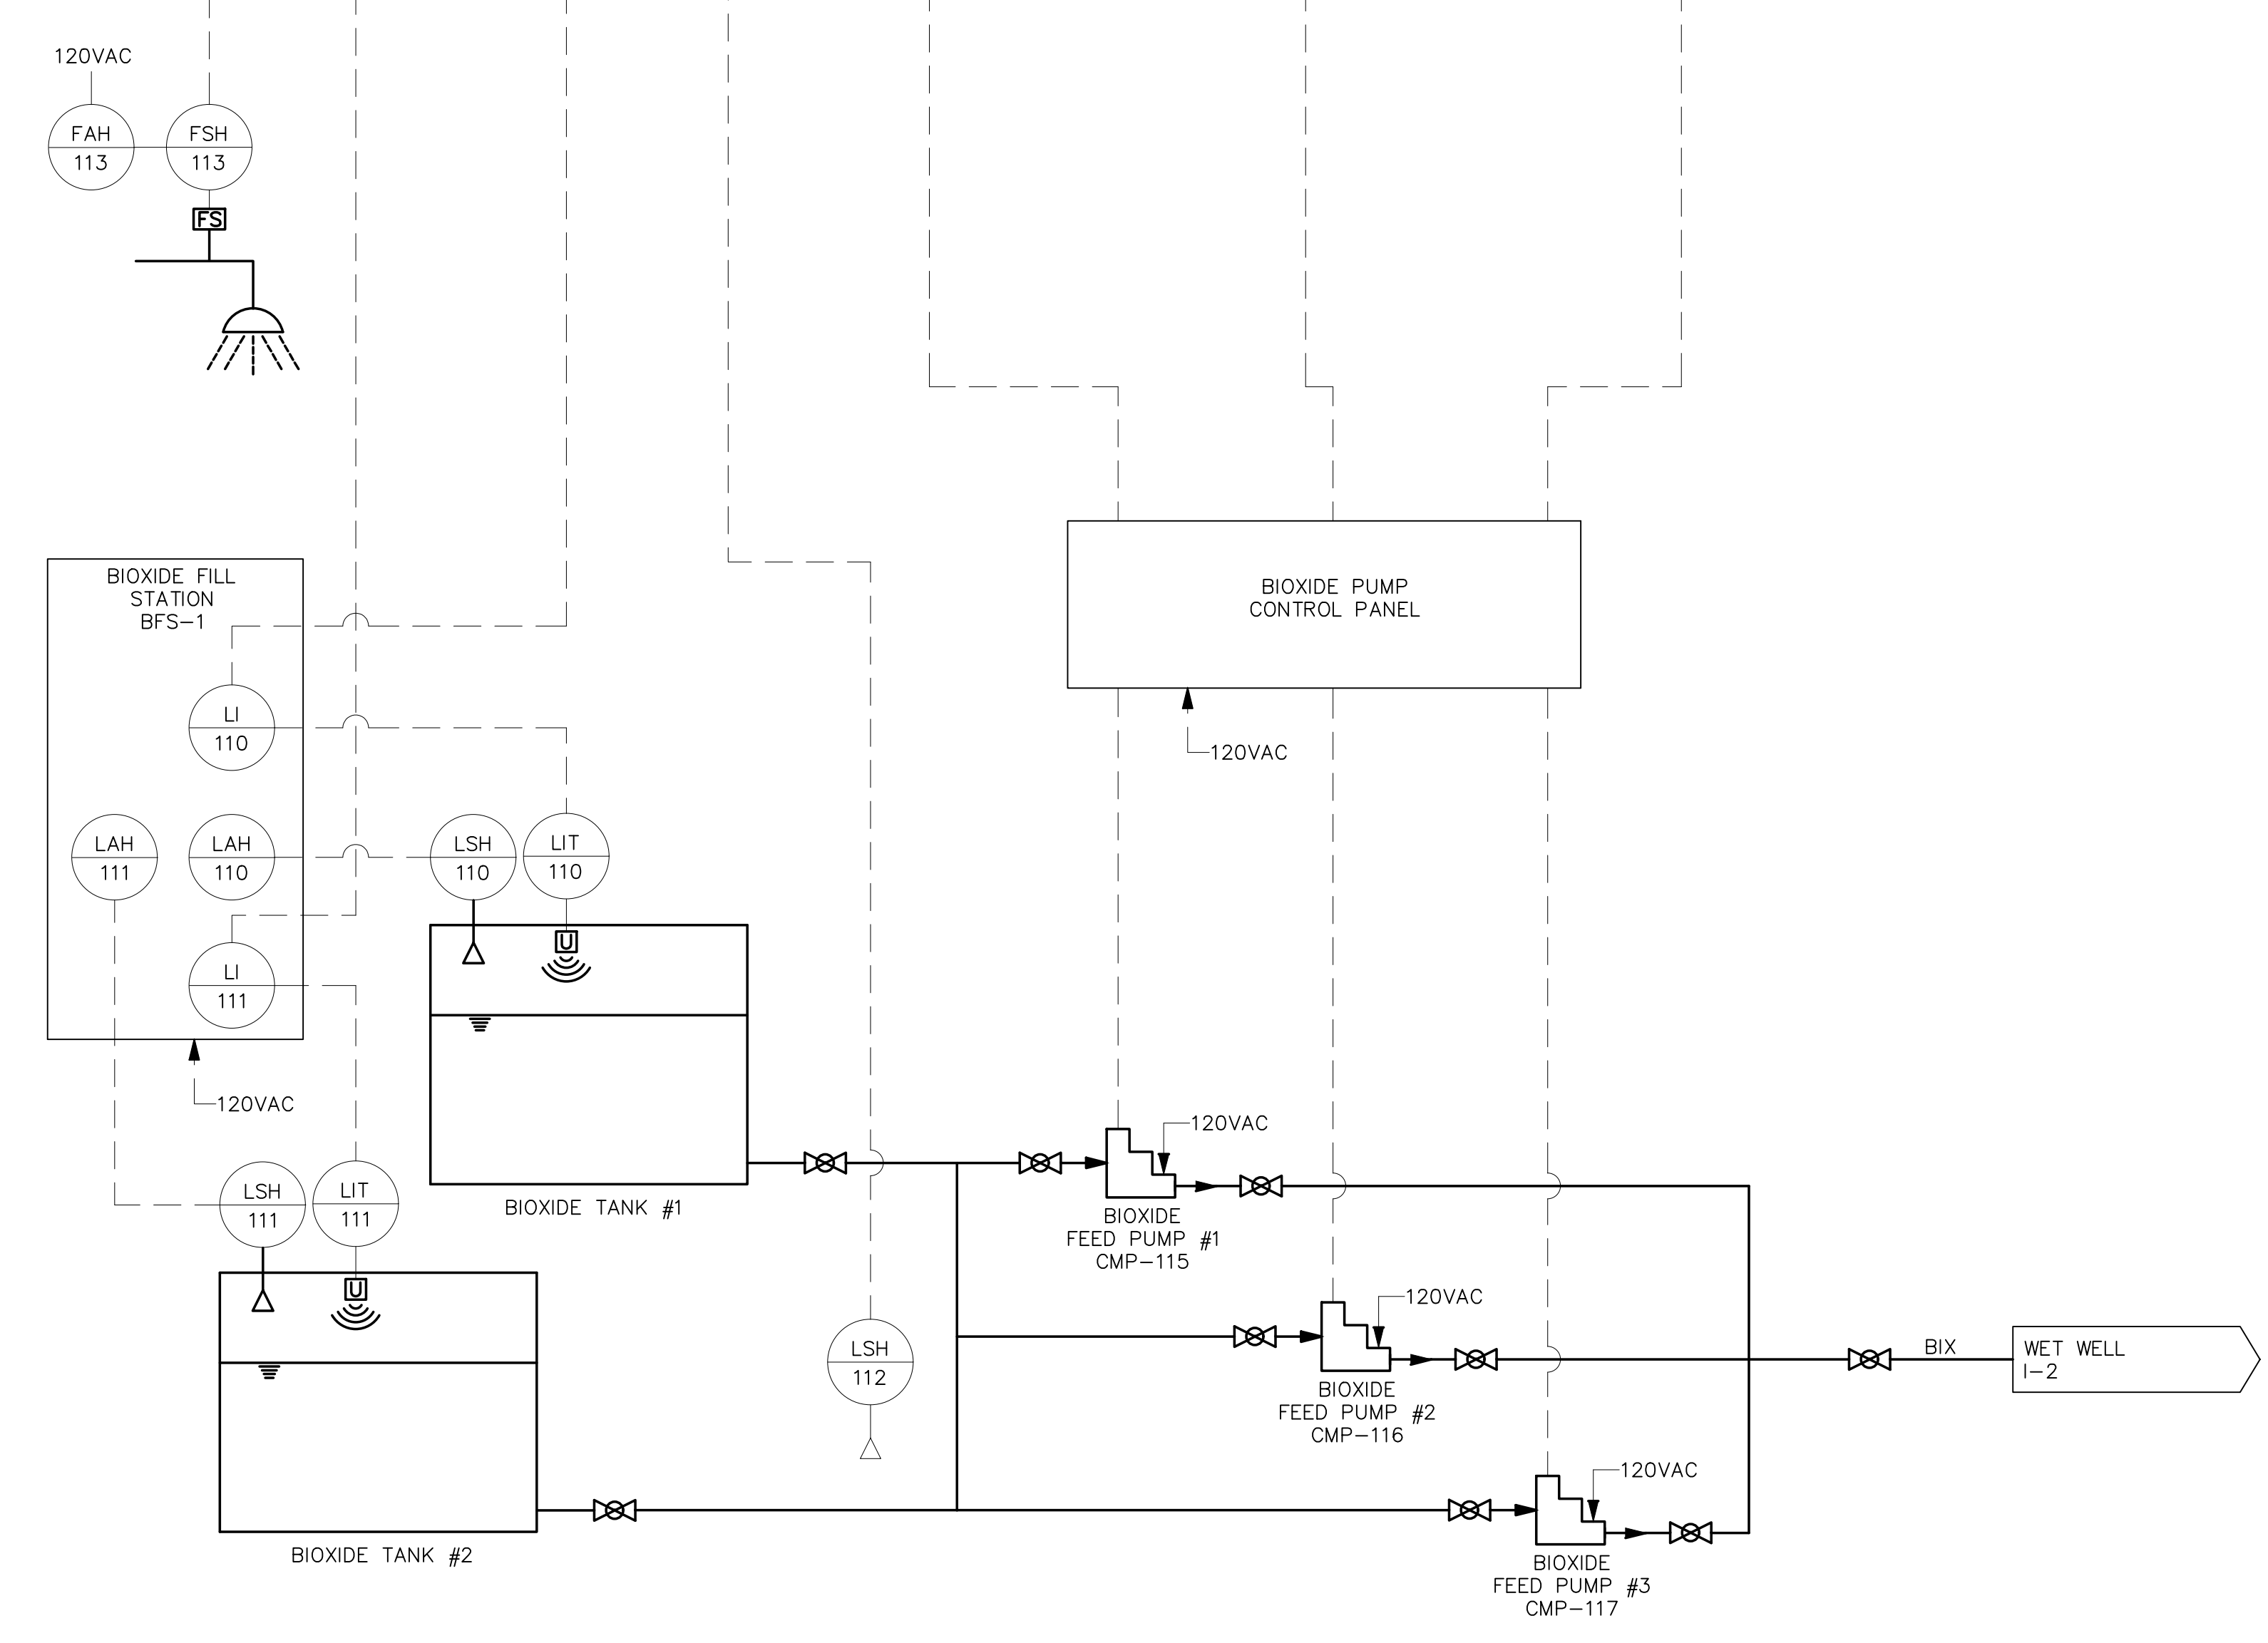 120VAC
FAH
113
FSH
113
FS
BIOXIDE FILL
STATION
BFS-1
LI
110
LAH
111
LAH
110
LI
111
120VAC
LSH
110
LIT
110
U
BIOXIDE TANK #1
LSH
111
LIT
111
U
BIOXIDE TANK #2
LSH
112
BIOXIDE PUMP
CONTROL PANEL
120VAC
120VAC
BIOXIDE
FEED PUMP #1
CMP-115
120VAC
BIOXIDE
FEED PUMP #2
CMP-116
120VAC
BIOXIDE
FEED PUMP #3
CMP-117
BIX
WET WELL
I-2